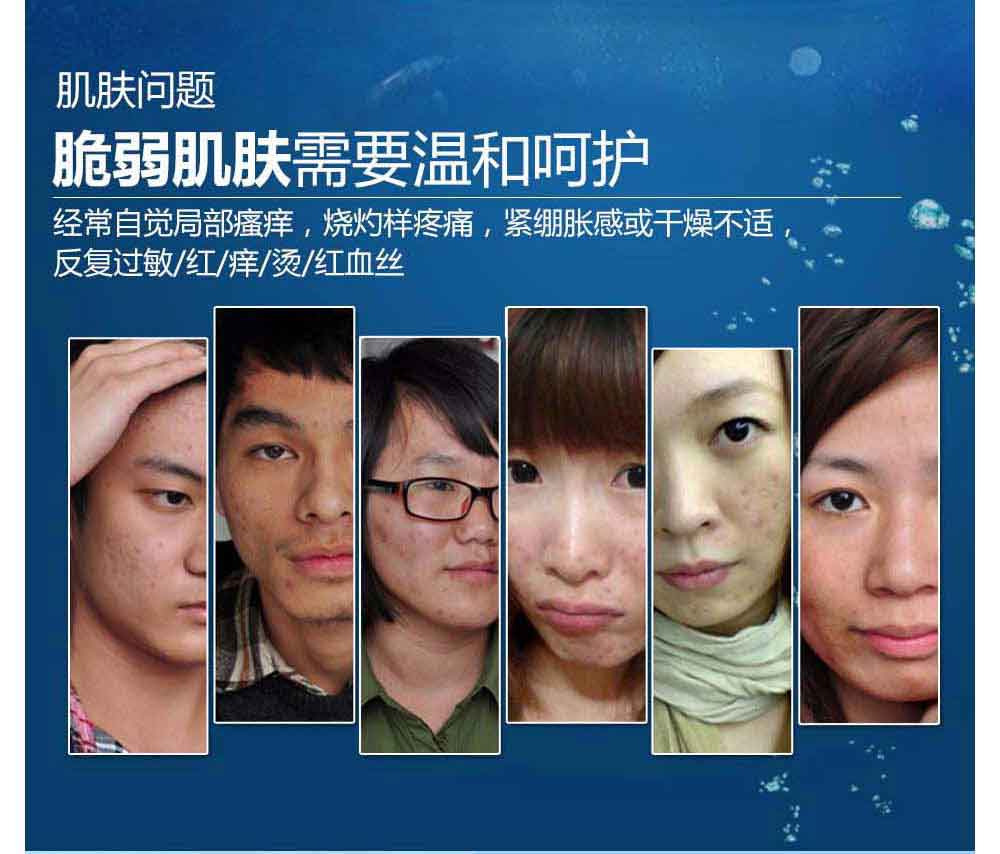 肌肤问题
脆弱肌肤需要温和呵护
经常自觉局部瘙痒，烧灼样疼痛，紧绷胀感或干燥不适，
反复过敏/红/痒/烫/红血丝